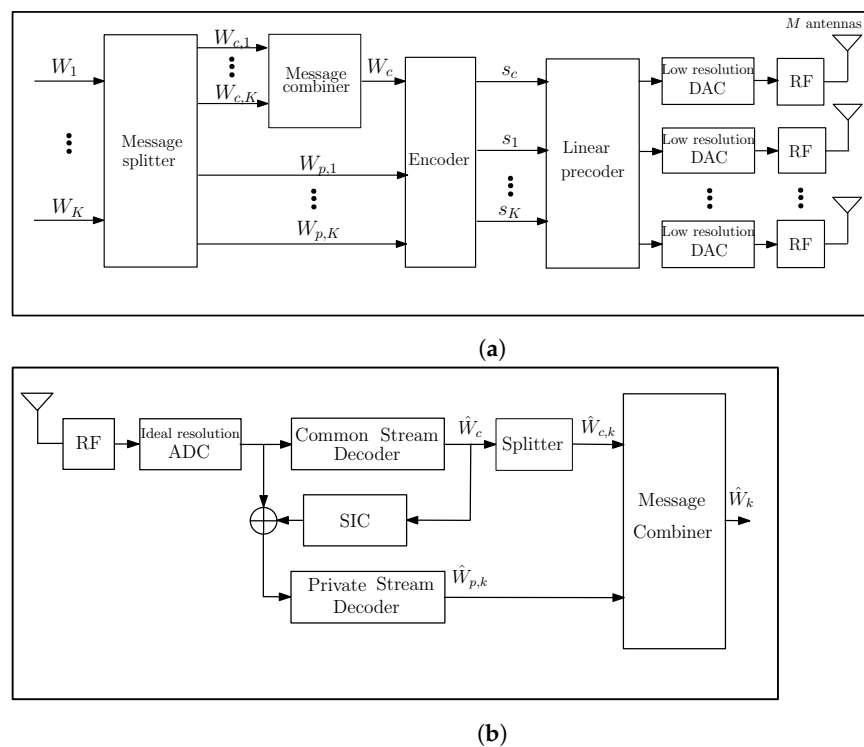 M antennas
W_1
W_K
Message
splitter
W_{c,1}
W_{c,K}
Message
combiner
W_c
W_{p,1}
W_{p,K}
Encoder
s_c
s_1
s_K
Linear
precoder
Low resolution
DAC
RF
Low resolution
DAC
RF
Low resolution
DAC
RF
(a)
RF
Ideal resolution
ADC
Common Stream
Decoder
Ŵ_c
Splitter
Ŵ_{c,k}
SIC
Private Stream
Decoder
Ŵ_{p,k}
Message
Combiner
Ŵ_k
(b)